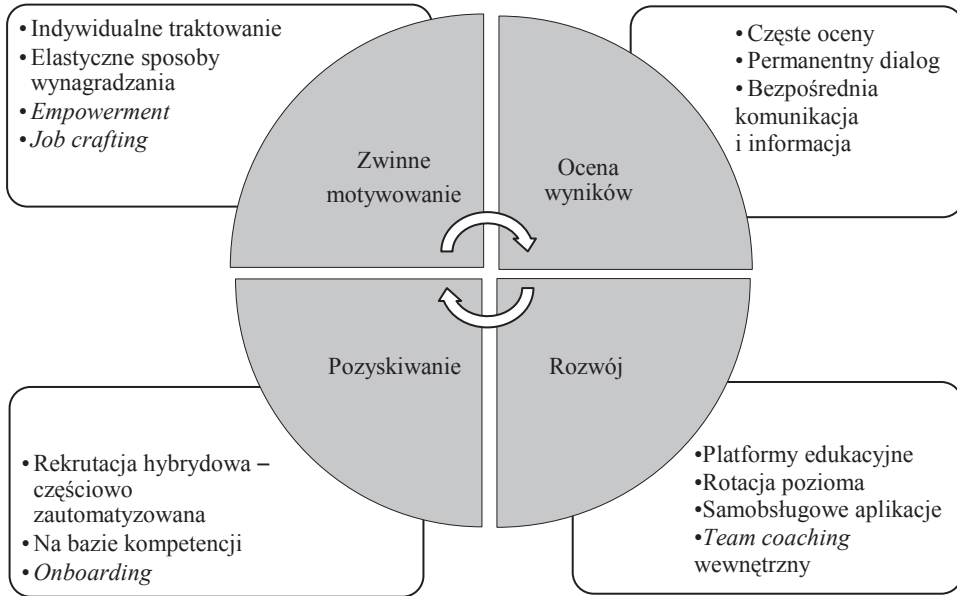 • Indywidualne traktowanie
• Elastyczne sposoby
wynagradzania
• Empowerment
• Job crafting
• Częste oceny
• Permanentny dialog
• Bezpośrednia
komunikacja
i informacja
Zwinne
motywowanie
Ocena
wyników
Pozyskiwanie
Rozwój
• Rekrutacja hybrydowa –
częściowo
zautomatyzowana
• Na bazie kompetencji
• Onboarding
•Platformy edukacyjne
•Rotacja pozioma
•Samobsługowe aplikacje
•Team coaching
wewnętrzny